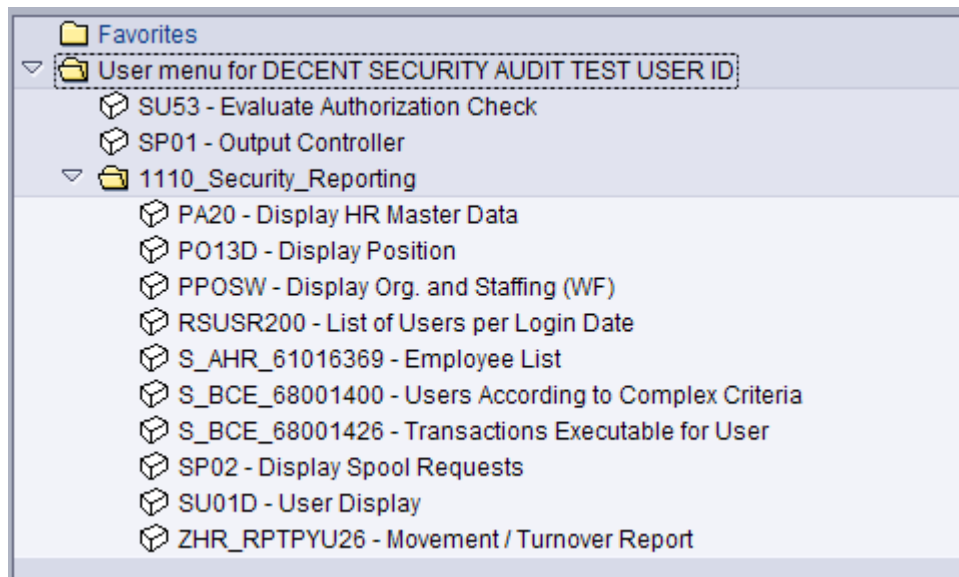 Favorites
User menu for DECENT SECURITY AUDIT TEST USER ID
SU53 - Evaluate Authorization Check
SP01 - Output Controller
1110_Security_Reporting
PA20 - Display HR Master Data
PO13D - Display Position
PPOSW - Display Org. and Staffing (WF)
RSUSR200 - List of Users per Login Date
S_AHR_61016369 - Employee List
S_BCE_68001400 - Users According to Complex Criteria
S_BCE_68001426 - Transactions Executable for User
SP02 - Display Spool Requests
SU01D - User Display
ZHR_RPTPYU26 - Movement / Turnover Report